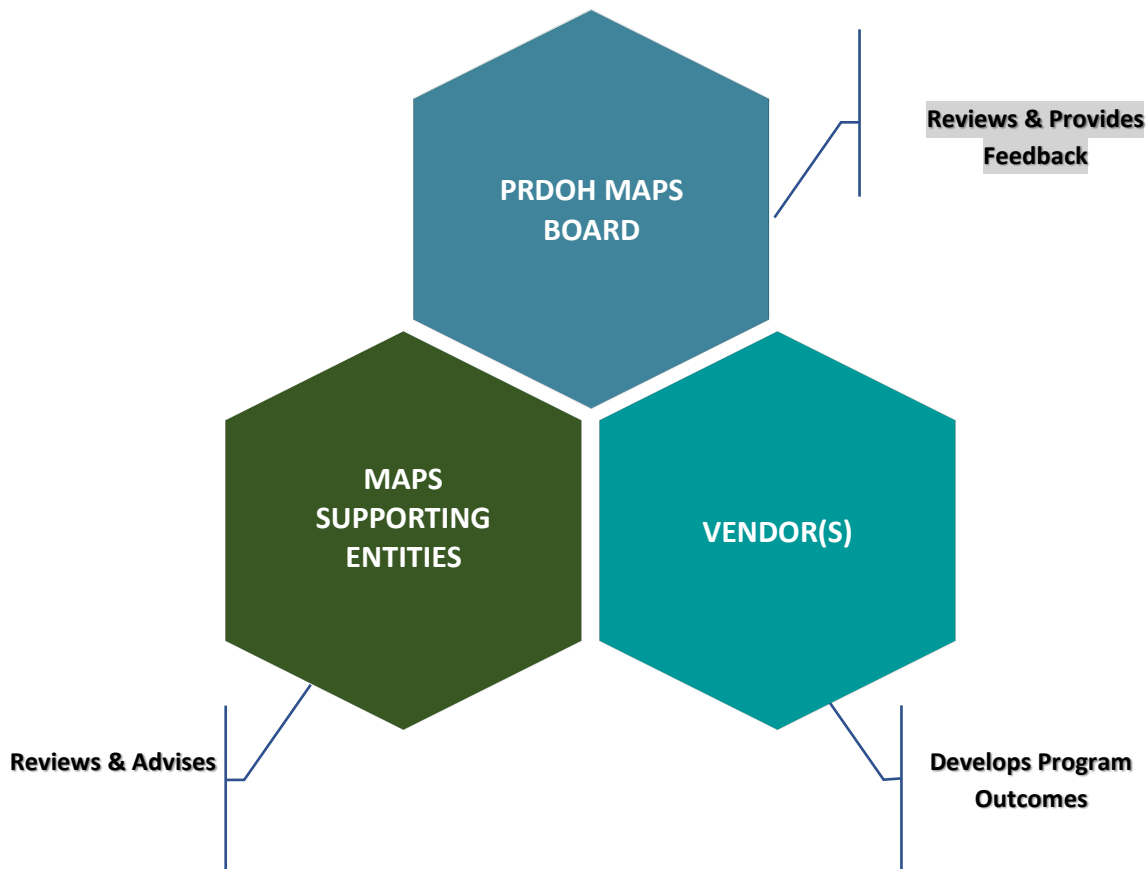 PRDOH MAPS
BOARD
Reviews & Provides
Feedback
MAPS
SUPPORTING
ENTITIES
VENDOR(S)
Reviews & Advises
Develops Program
Outcomes